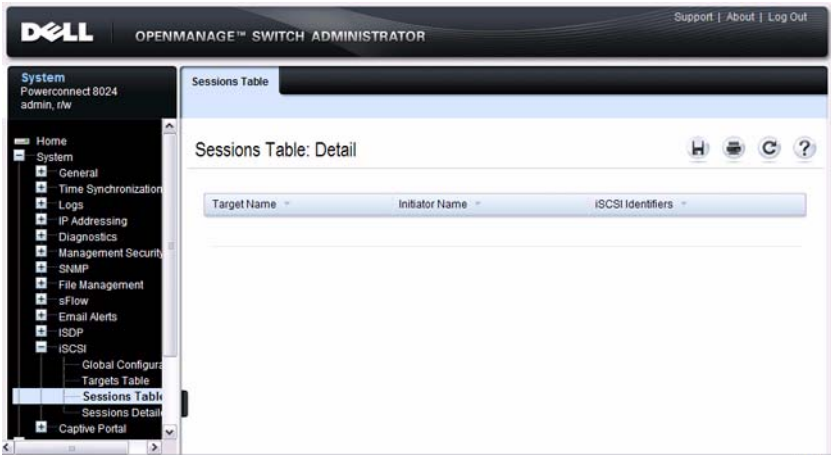 Support | About | Log Out
DELL
OPENMANAGE™ SWITCH ADMINISTRATOR
System
Powerconnect 8024
admin, r/w
Sessions Table
Home
System
General
Time Synchronization
Logs
IP Addressing
Diagnostics
Management Security
SNMP
File Management
sFlow
Email Alerts
ISDP
iSCSI
Global Configura
Targets Table
Sessions Table
Sessions Detaile
Captive Portal
Sessions Table: Detail
Target Name
Initiator Name
iSCSI Identifiers